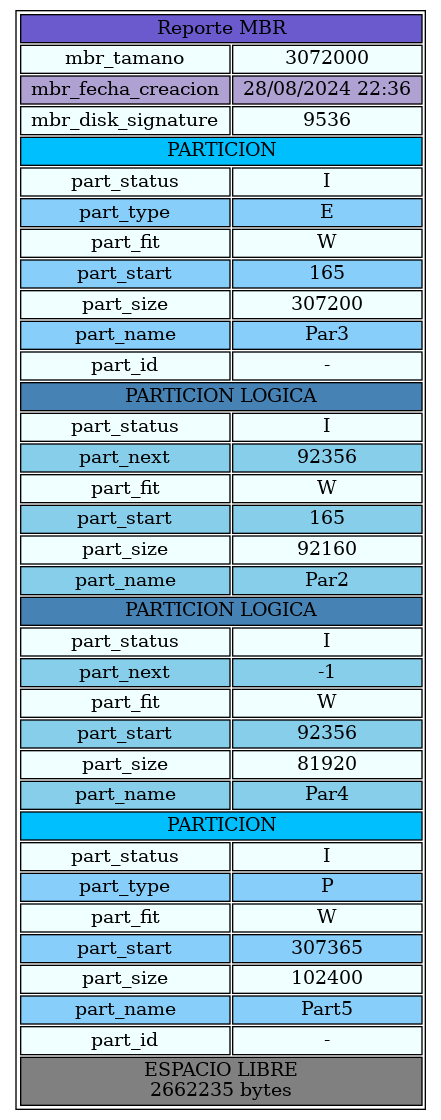 Reporte MBR
mbr_tamano 3072000
mbr_fecha_creacion 28/08/2024 22:36
mbr_disk_signature 9536
PARTICION
part_status I
part_type E
part_fit W
part_start 165
part_size 307200
part_name Par3
part_id -
PARTICION LOGICA
part_status I
part_next 92356
part_fit W
part_start 165
part_size 92160
part_name Par2
PARTICION LOGICA
part_status I
part_next -1
part_fit W
part_start 92356
part_size 81920
part_name Par4
PARTICION
part_status I
part_type P
part_fit W
part_start 307365
part_size 102400
part_name Part5
part_id -
ESPACIO LIBRE
2662235 bytes